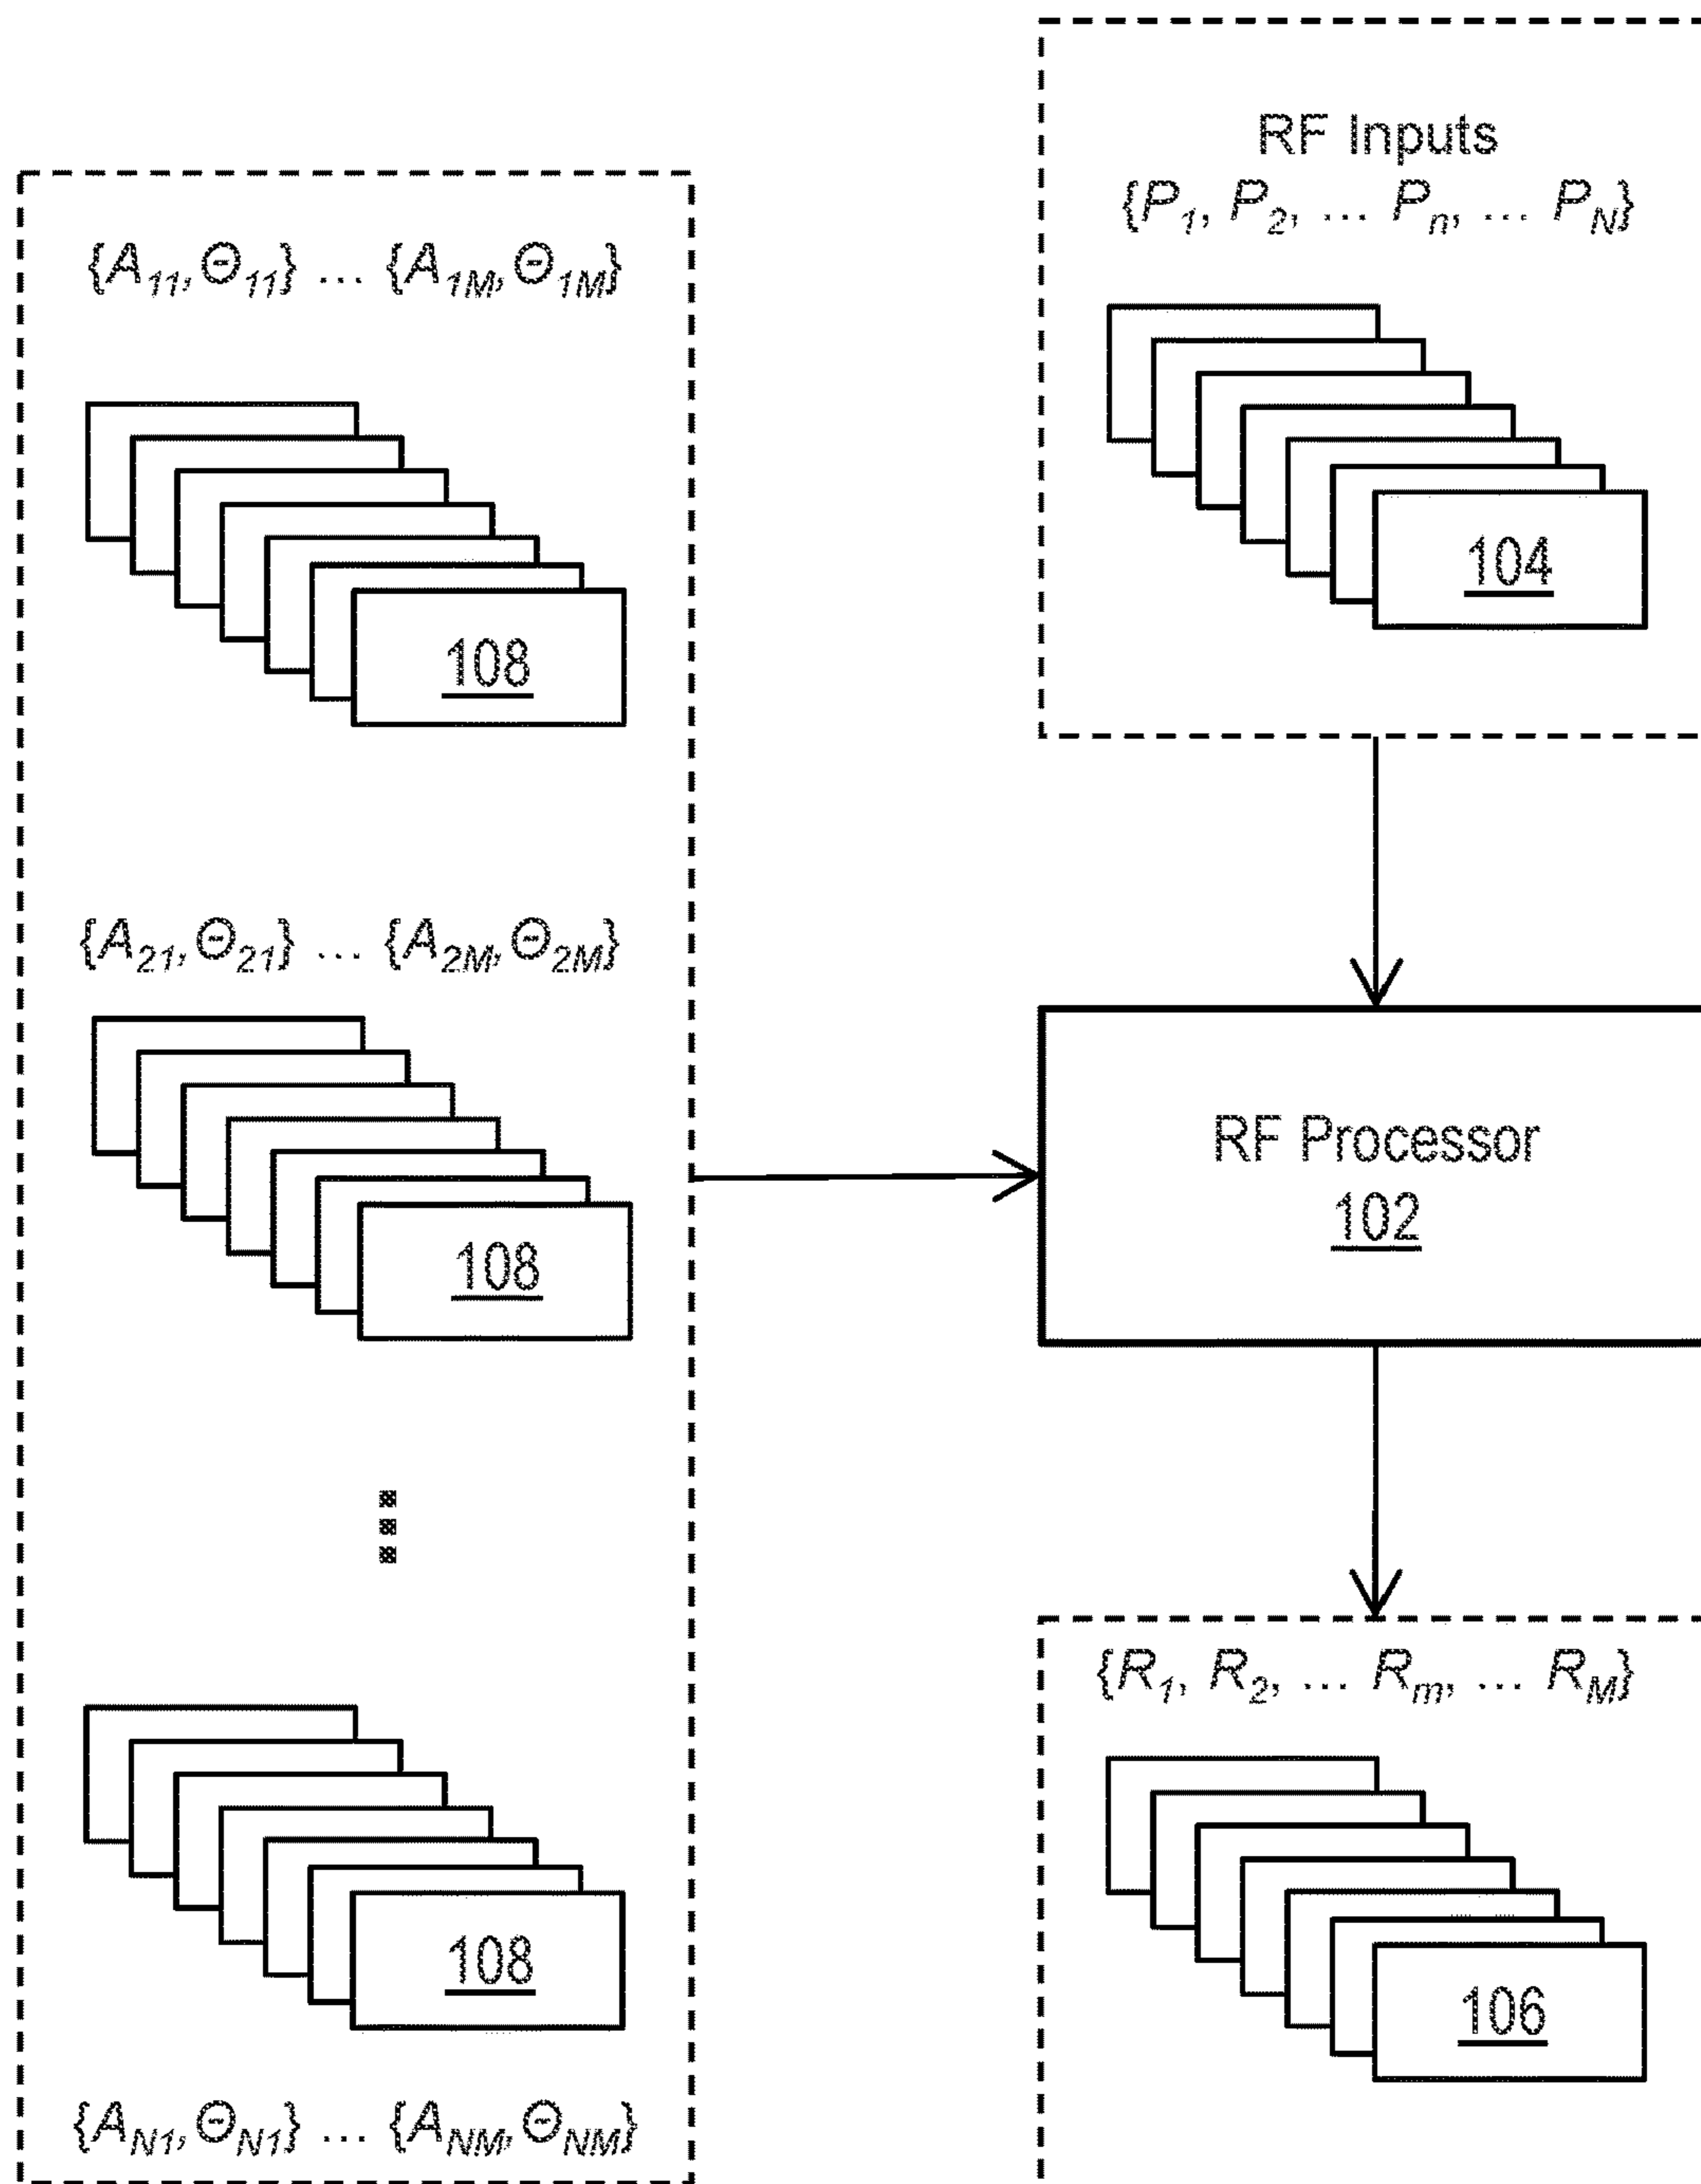 {A11, Θ11} ... {A1M, Θ1M}
108
{A21, Θ21} ... {A2M, Θ2M}
108
108
{AN1, ΘN1} ... {ANM, ΘNM}
RF Inputs
{P1, P2, ... Pn, ... PN}
104
RF Processor
102
{R1, R2, ... Rm, ... RM}
106